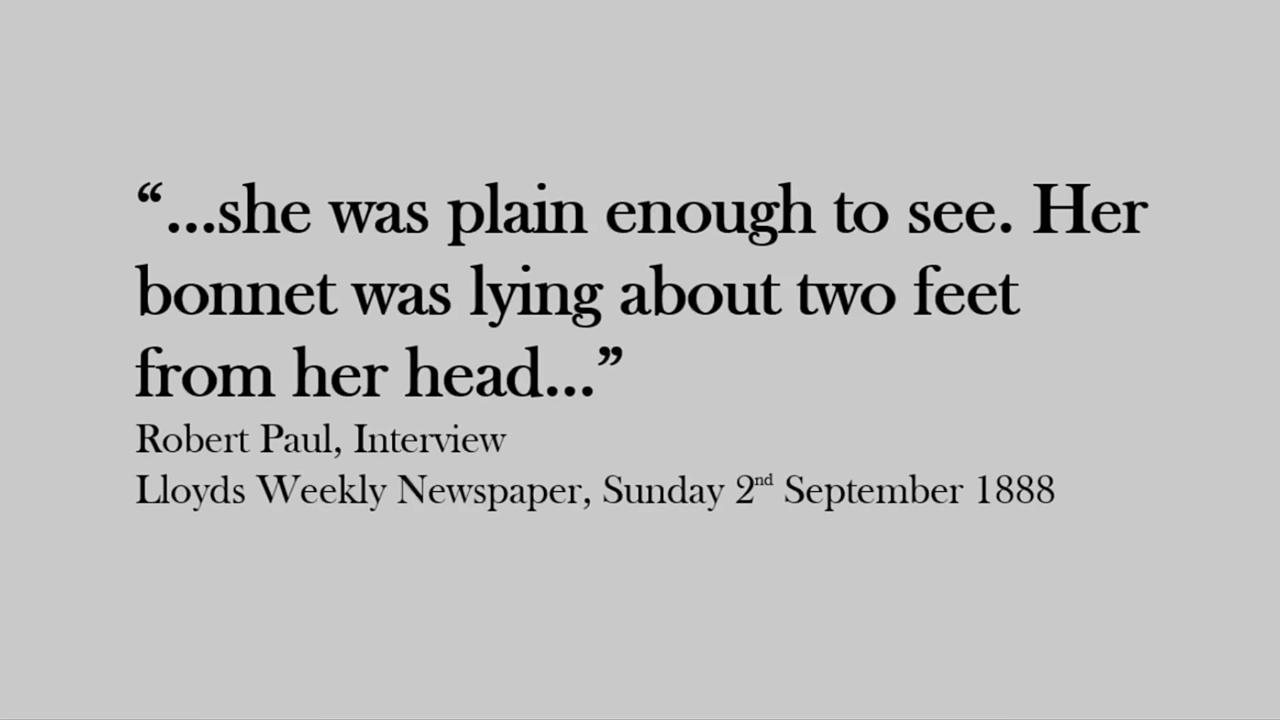 “...she was plain enough to see. Her
bonnet was lying about two feet
from her head...”
Robert Paul, Interview
Lloyds Weekly Newspaper, Sunday 2nd September 1888